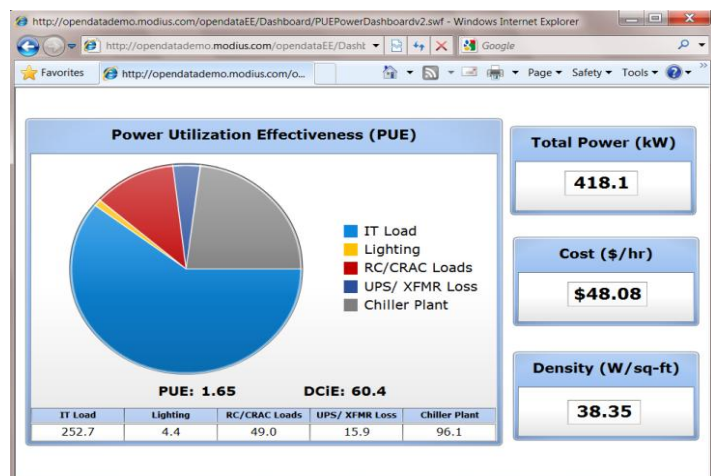 http://opendatademo.modius.com/opendataEE/Dashboard/PUEPowerDashboardv2.swf - Windows Internet Explorer
http://opendatademo.modius.com/opendataEE/Dasht
Google
Favorites
http://opendatademo.modius.com/o...
Page
Safety
Tools
Power Utilization Effectiveness (PUE)
IT Load
Lighting
RC/CRAC Loads
UPS/ XFMR Loss
Chiller Plant
PUE: 1.65 DCiE: 60.4
IT Load Lighting RC/CRAC Loads UPS/ XFMR Loss Chiller Plant
252.7 4.4 49.0 15.9 96.1
Total Power (kW)
418.1
Cost ($/hr)
$48.08
Density (W/sq-ft)
38.35